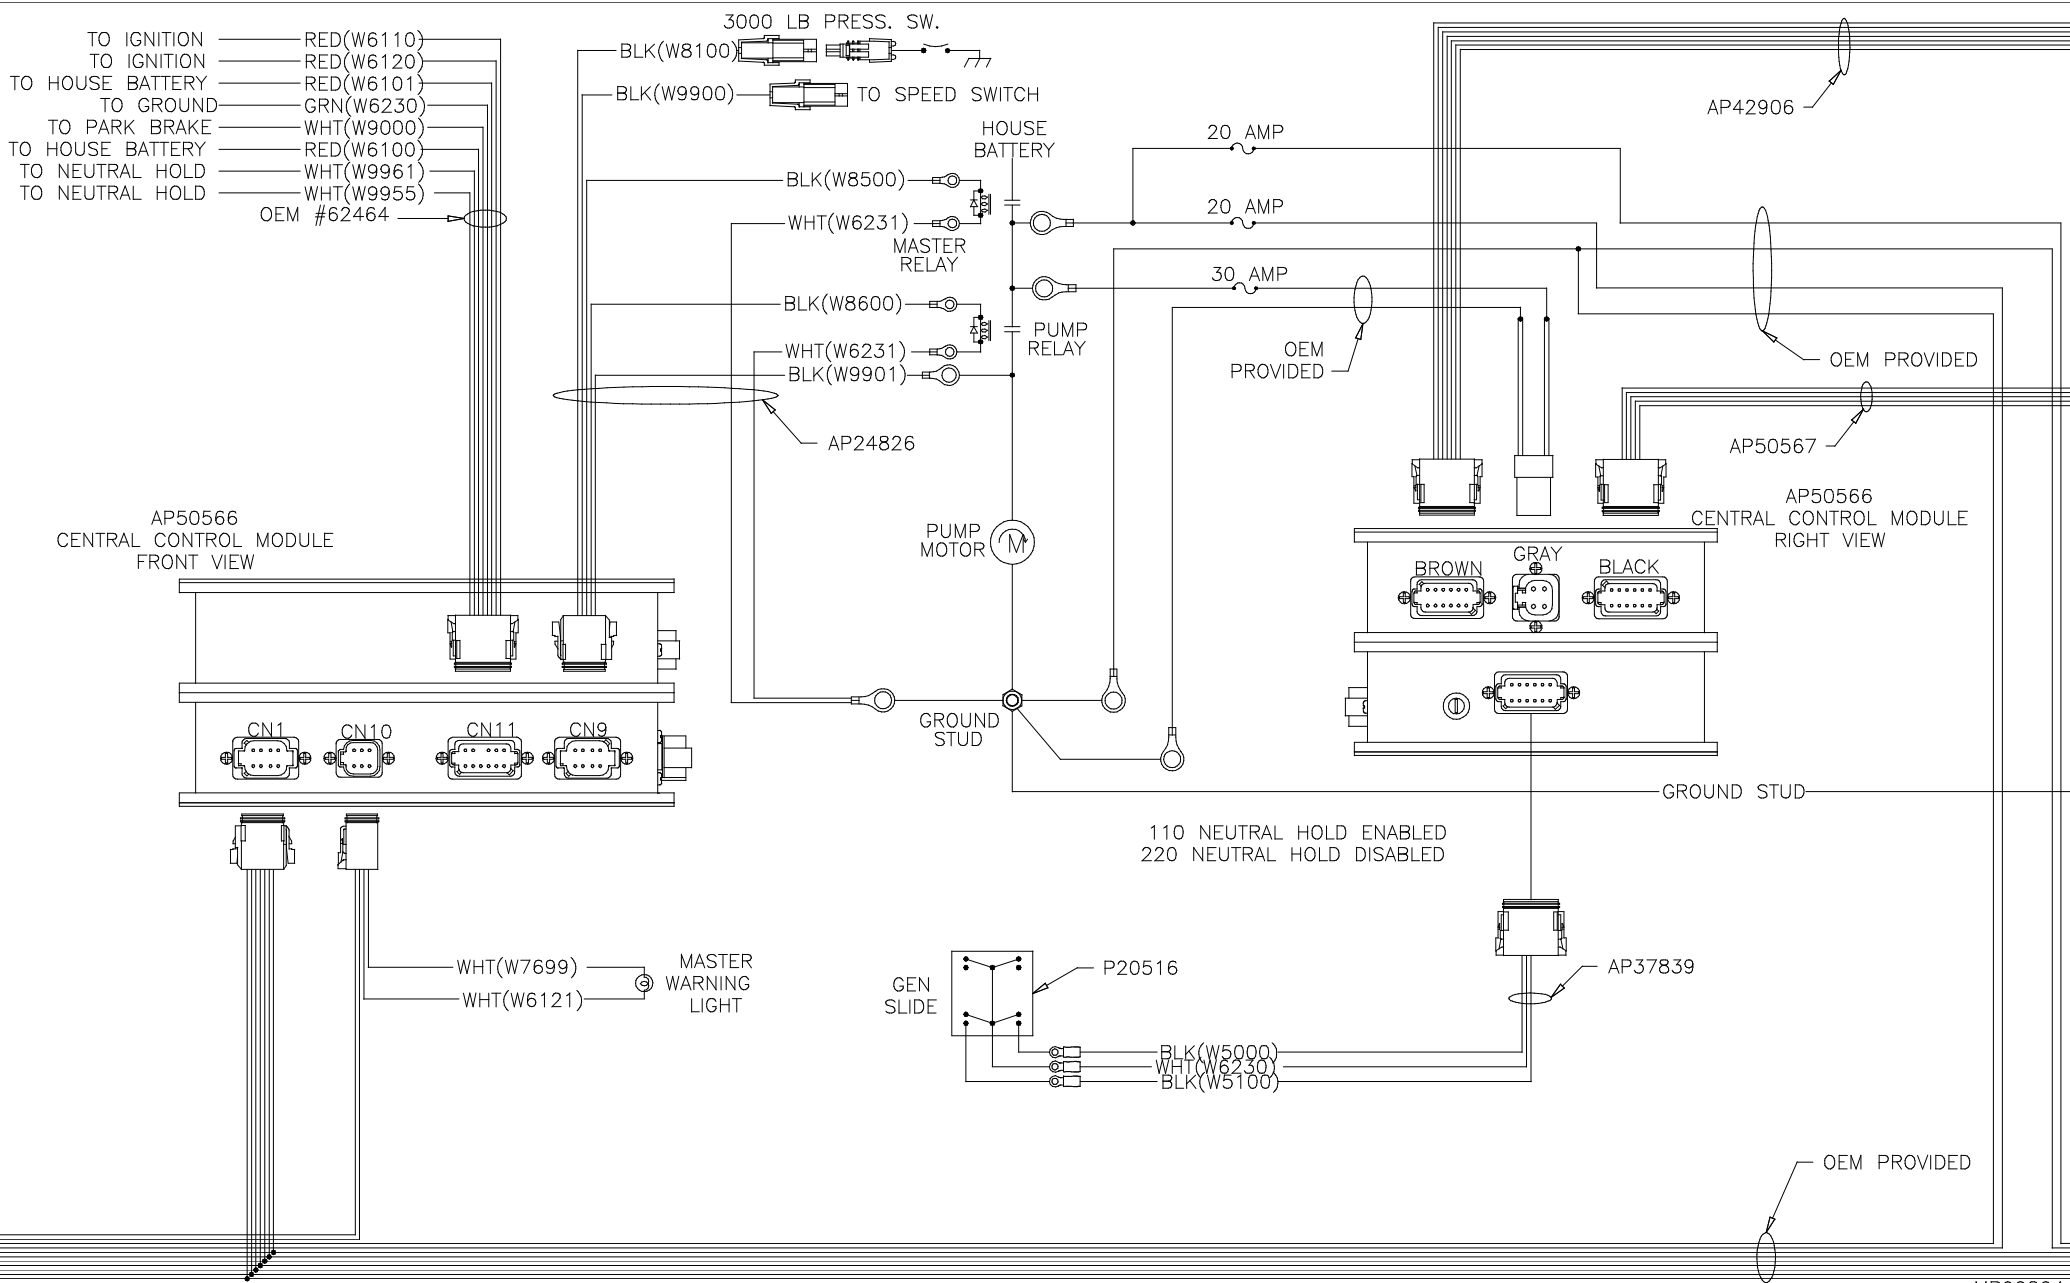 3000 LB PRESS. SW.
TO IGNITION RED(W6110)
TO IGNITION RED(W6120)
TO HOUSE BATTERY RED(W6101)
TO GROUND GRN(W6230)
TO PARK BRAKE WHT(W9000)
TO HOUSE BATTERY RED(W6100)
TO NEUTRAL HOLD WHT(W9961)
TO NEUTRAL HOLD WHT(W9955)
OEM #62464
BLK(W8100)
BLK(W9900) TO SPEED SWITCH
HOUSE
BATTERY
BLK(W8500)
WHT(W6231)
MASTER
RELAY
BLK(W8600)
PUMP
RELAY
WHT(W6231)
BLK(W9901)
AP24826
20 AMP
20 AMP
30 AMP
OEM
PROVIDED
AP42906
OEM PROVIDED
AP50567
AP50566
CENTRAL CONTROL MODULE
FRONT VIEW
PUMP
MOTOR
M
AP50566
CENTRAL CONTROL MODULE
RIGHT VIEW
BROWN
GRAY
BLACK
CN1
CN10
CN11
CN9
GROUND
STUD
GROUND STUD
110 NEUTRAL HOLD ENABLED
220 NEUTRAL HOLD DISABLED
WHT(W7699)
WHT(W6121)
MASTER
WARNING
LIGHT
GEN
SLIDE
P20516
AP37839
BLK(W5000)
WHT(W6230)
BLK(W5100)
OEM PROVIDED